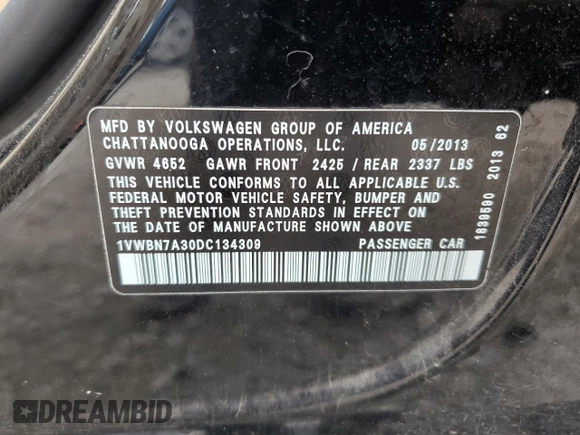 MFD BY VOLKSWAGEN GROUP OF AMERICA
CHATTANOOGA OPERATIONS, LLC. 05/2013
GVWR 4652 GAWR FRONT 2425 / REAR 2337 LBS
THIS VEHICLE CONFORMS TO ALL APPLICABLE U.S.
FEDERAL MOTOR VEHICLE SAFETY, BUMPER AND
THEFT PREVENTION STANDARDS IN EFFECT ON
THE DATE OF MANUFACTURE SHOWN ABOVE
1VWBN7A30DC134309 PASSENGER CAR
1839590 2013 62
DREAMBID